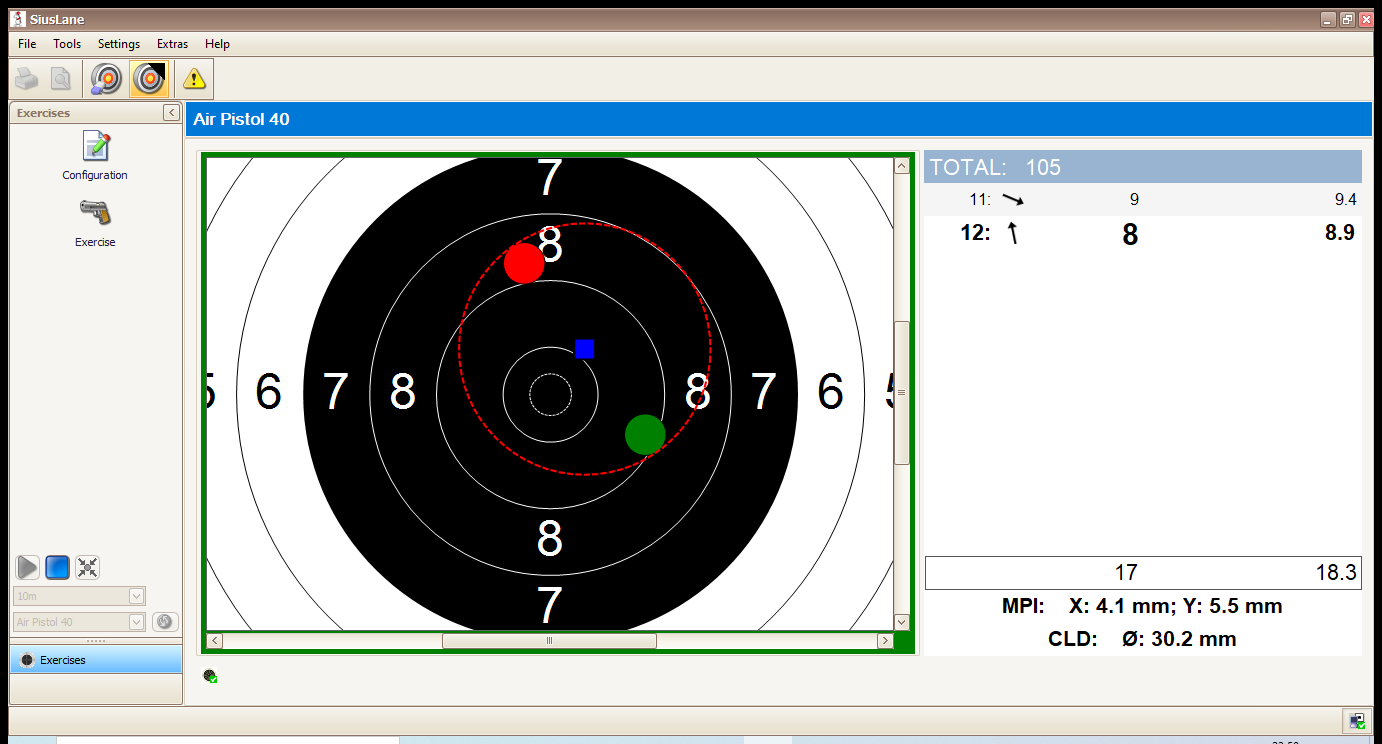 SiusLane
File Tools Settings Extras Help
Exercises
Configuration
Exercise
10m
Air Pistol 40
Exercises
Air Pistol 40
7
8
5 6 7 8 8 7 6 5
8
7
TOTAL: 105
11: 9 9.4
12: 8 8.9
17 18.3
MPI: X: 4.1 mm; Y: 5.5 mm
CLD: Ø: 30.2 mm